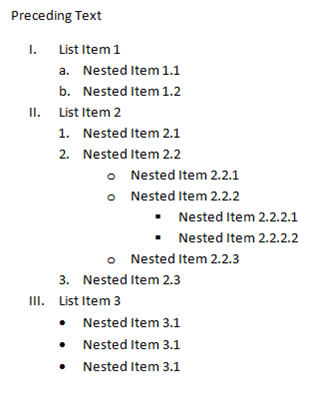 Preceding Text
I. List Item 1
a. Nested Item 1.1
b. Nested Item 1.2
II. List Item 2
1. Nested Item 2.1
2. Nested Item 2.2
o Nested Item 2.2.1
o Nested Item 2.2.2
▪ Nested Item 2.2.2.1
▪ Nested Item 2.2.2.2
o Nested Item 2.2.3
3. Nested Item 2.3
III. List Item 3
• Nested Item 3.1
• Nested Item 3.1
• Nested Item 3.1